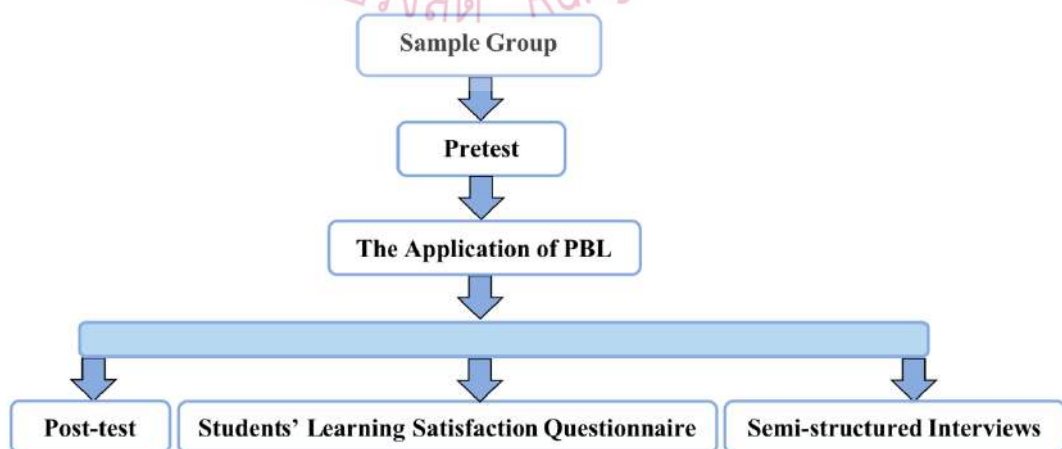 Sample Group
Pretest
The Application of PBL
Post-test Students’ Learning Satisfaction Questionnaire Semi-structured Interviews